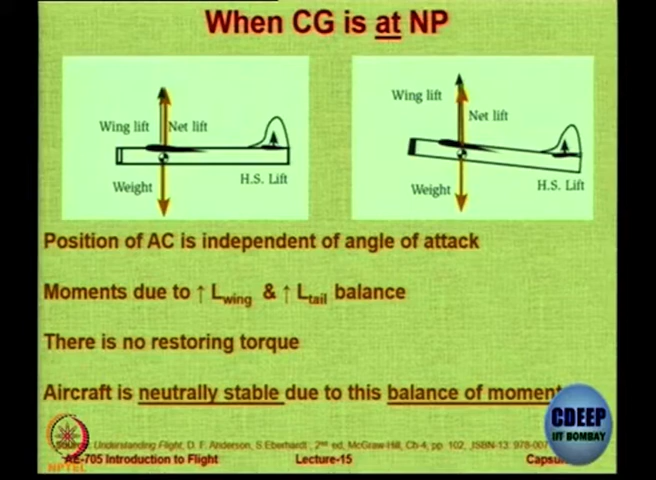 When CG is at NP
Wing lift
Net lift
Weight
H.S. Lift
Wing lift
Net lift
Weight
H.S. Lift
Position of AC is independent of angle of attack
Moments due to ↑ Lwing & ↑ Ltail balance
There is no restoring torque
Aircraft is neutrally stable due to this balance of moment
Source: Understanding Flight, D. F. Anderson, S.Eberhardt ; 2nd ed, McGraw-Hill, Ch-4, pp. 102, ,ISBN-13: 978-007
AE-705 Introduction to Flight
Lecture-15
NPTEL
CDEEP
IIT BOMBAY